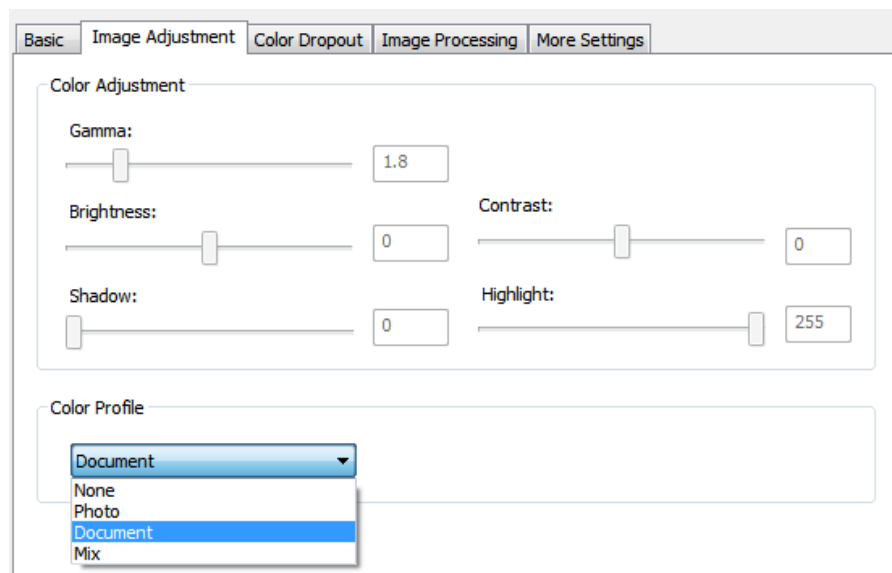 Basic Image Adjustment Color Dropout Image Processing More Settings
Color Adjustment
Gamma:
1.8
Brightness:
0
Contrast:
0
Shadow:
0
Highlight:
255
Color Profile
Document
None
Photo
Document
Mix